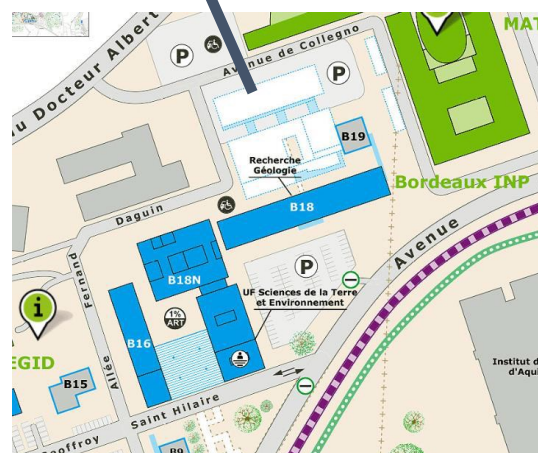 MAT
Avenue de Collegno
P
P
au Docteur Albert
B19
Recherche
Géologie
Bordeaux INP
B18
Daguin
Avenue
P
B18N
Fernand
UF Sciences de la Terre
et Environnement
i
1%
ART
B16
EGID
Allée
B15
Institut d
d'Aqui
Saint Hilaire
Geoffroy
B9